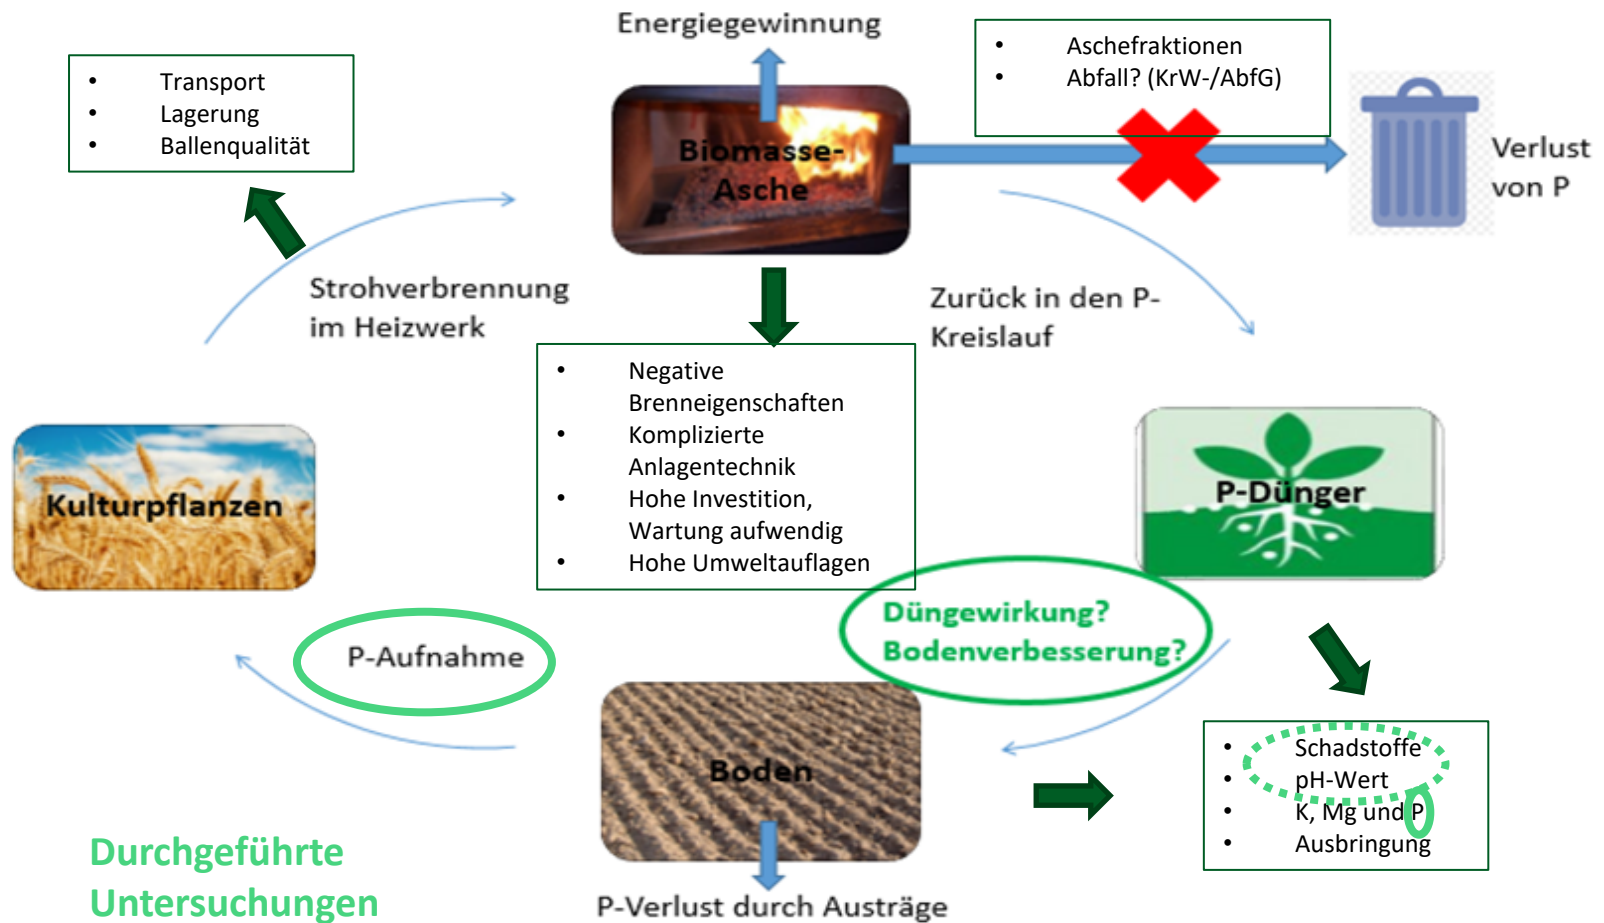 Energiegewinnung
• Transport
• Lagerung
• Ballenqualität
• Aschefraktionen
• Abfall? (KrW-/AbfG)
Biomasse-
Asche
Verlust
von P
Strohverbrennung
im Heizwerk
Zurück in den P-
Kreislauf
• Negative
Brenneigenschaften
• Komplizierte
Anlagentechnik
• Hohe Investition,
Wartung aufwendig
• Hohe Umweltauflagen
Kulturpflanzen
P-Dünger
Düngewirkung?
Bodenverbesserung?
P-Aufnahme
Boden
• Schadstoffe
• pH-Wert
• K, Mg und P
• Ausbringung
Durchgeführte
Untersuchungen
P-Verlust durch Austräge